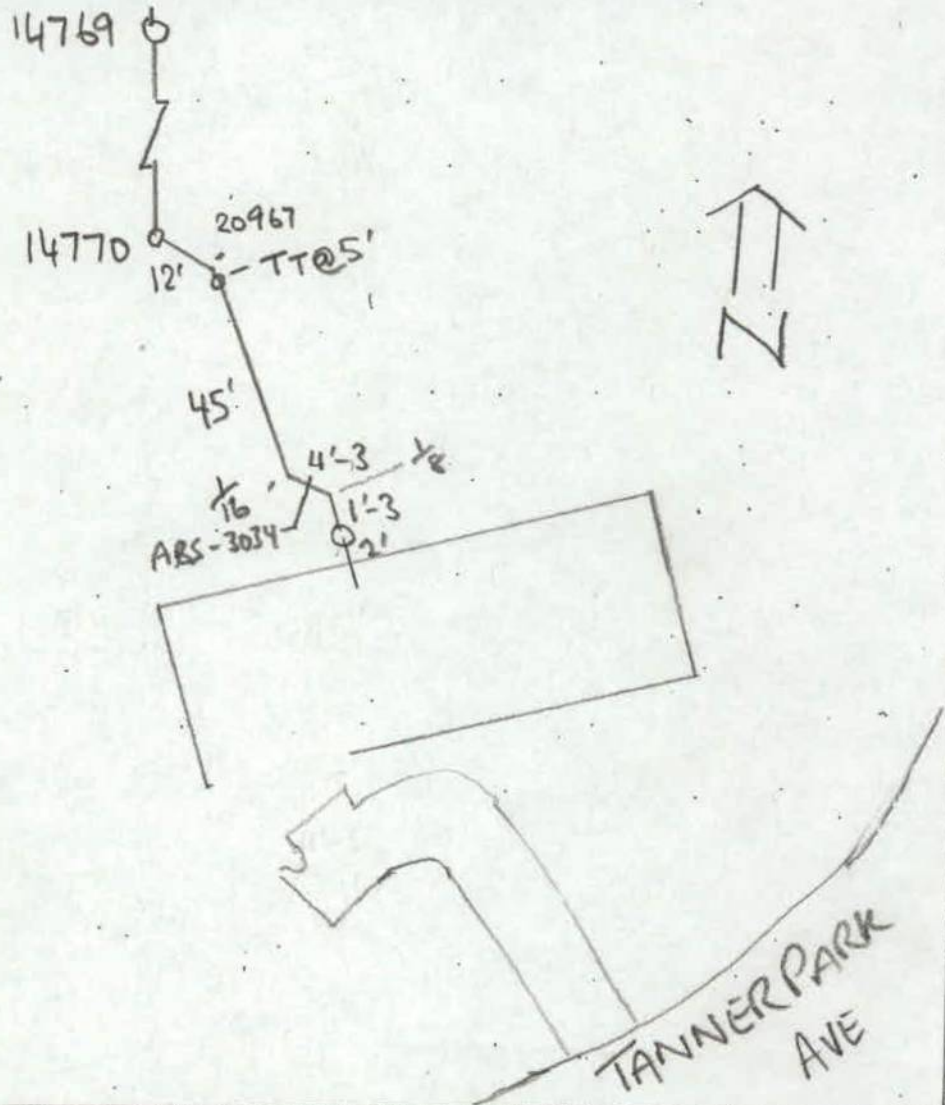 14769
14770
20967
12'
TT@5'
N
45'
4'-3
1/8
1/16
1'-3
ABS-3034
2'
TANNER PARK
AVE